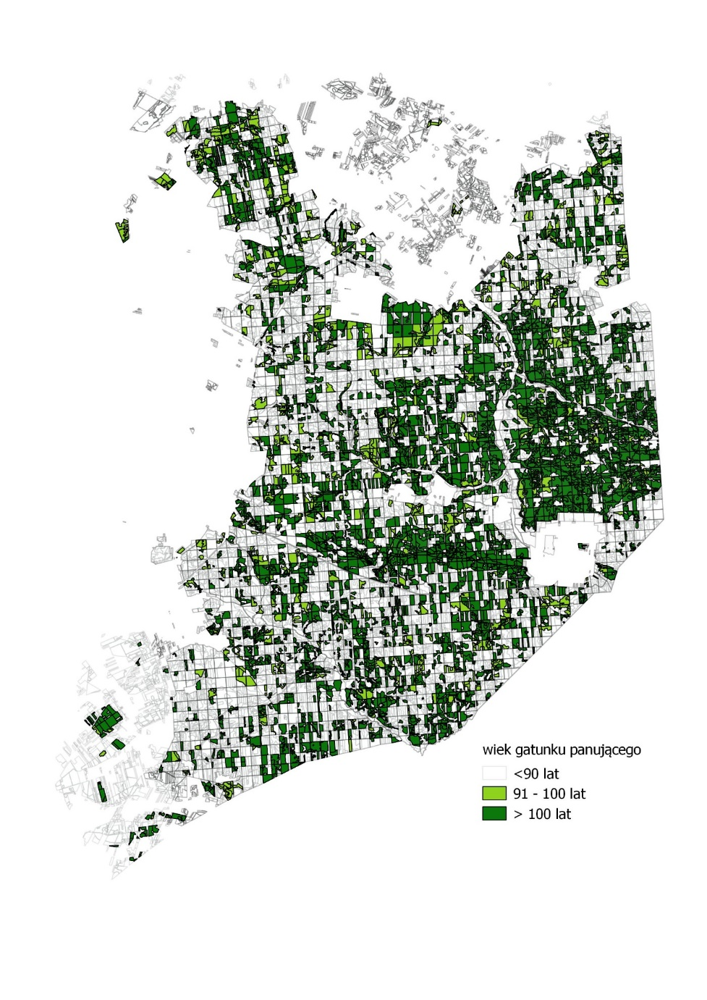 wiek gatunku panującego
<90 lat
91 - 100 lat
> 100 lat